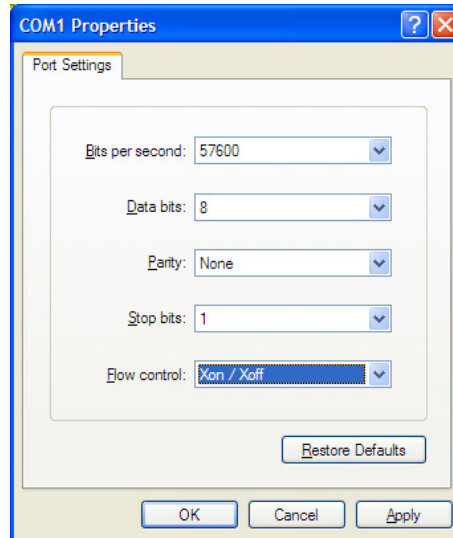 COM1 Properties
Port Settings
Bits per second: 57600
Data bits: 8
Parity: None
Stop bits: 1
Flow control: Xon / Xoff
Restore Defaults
OK Cancel Apply